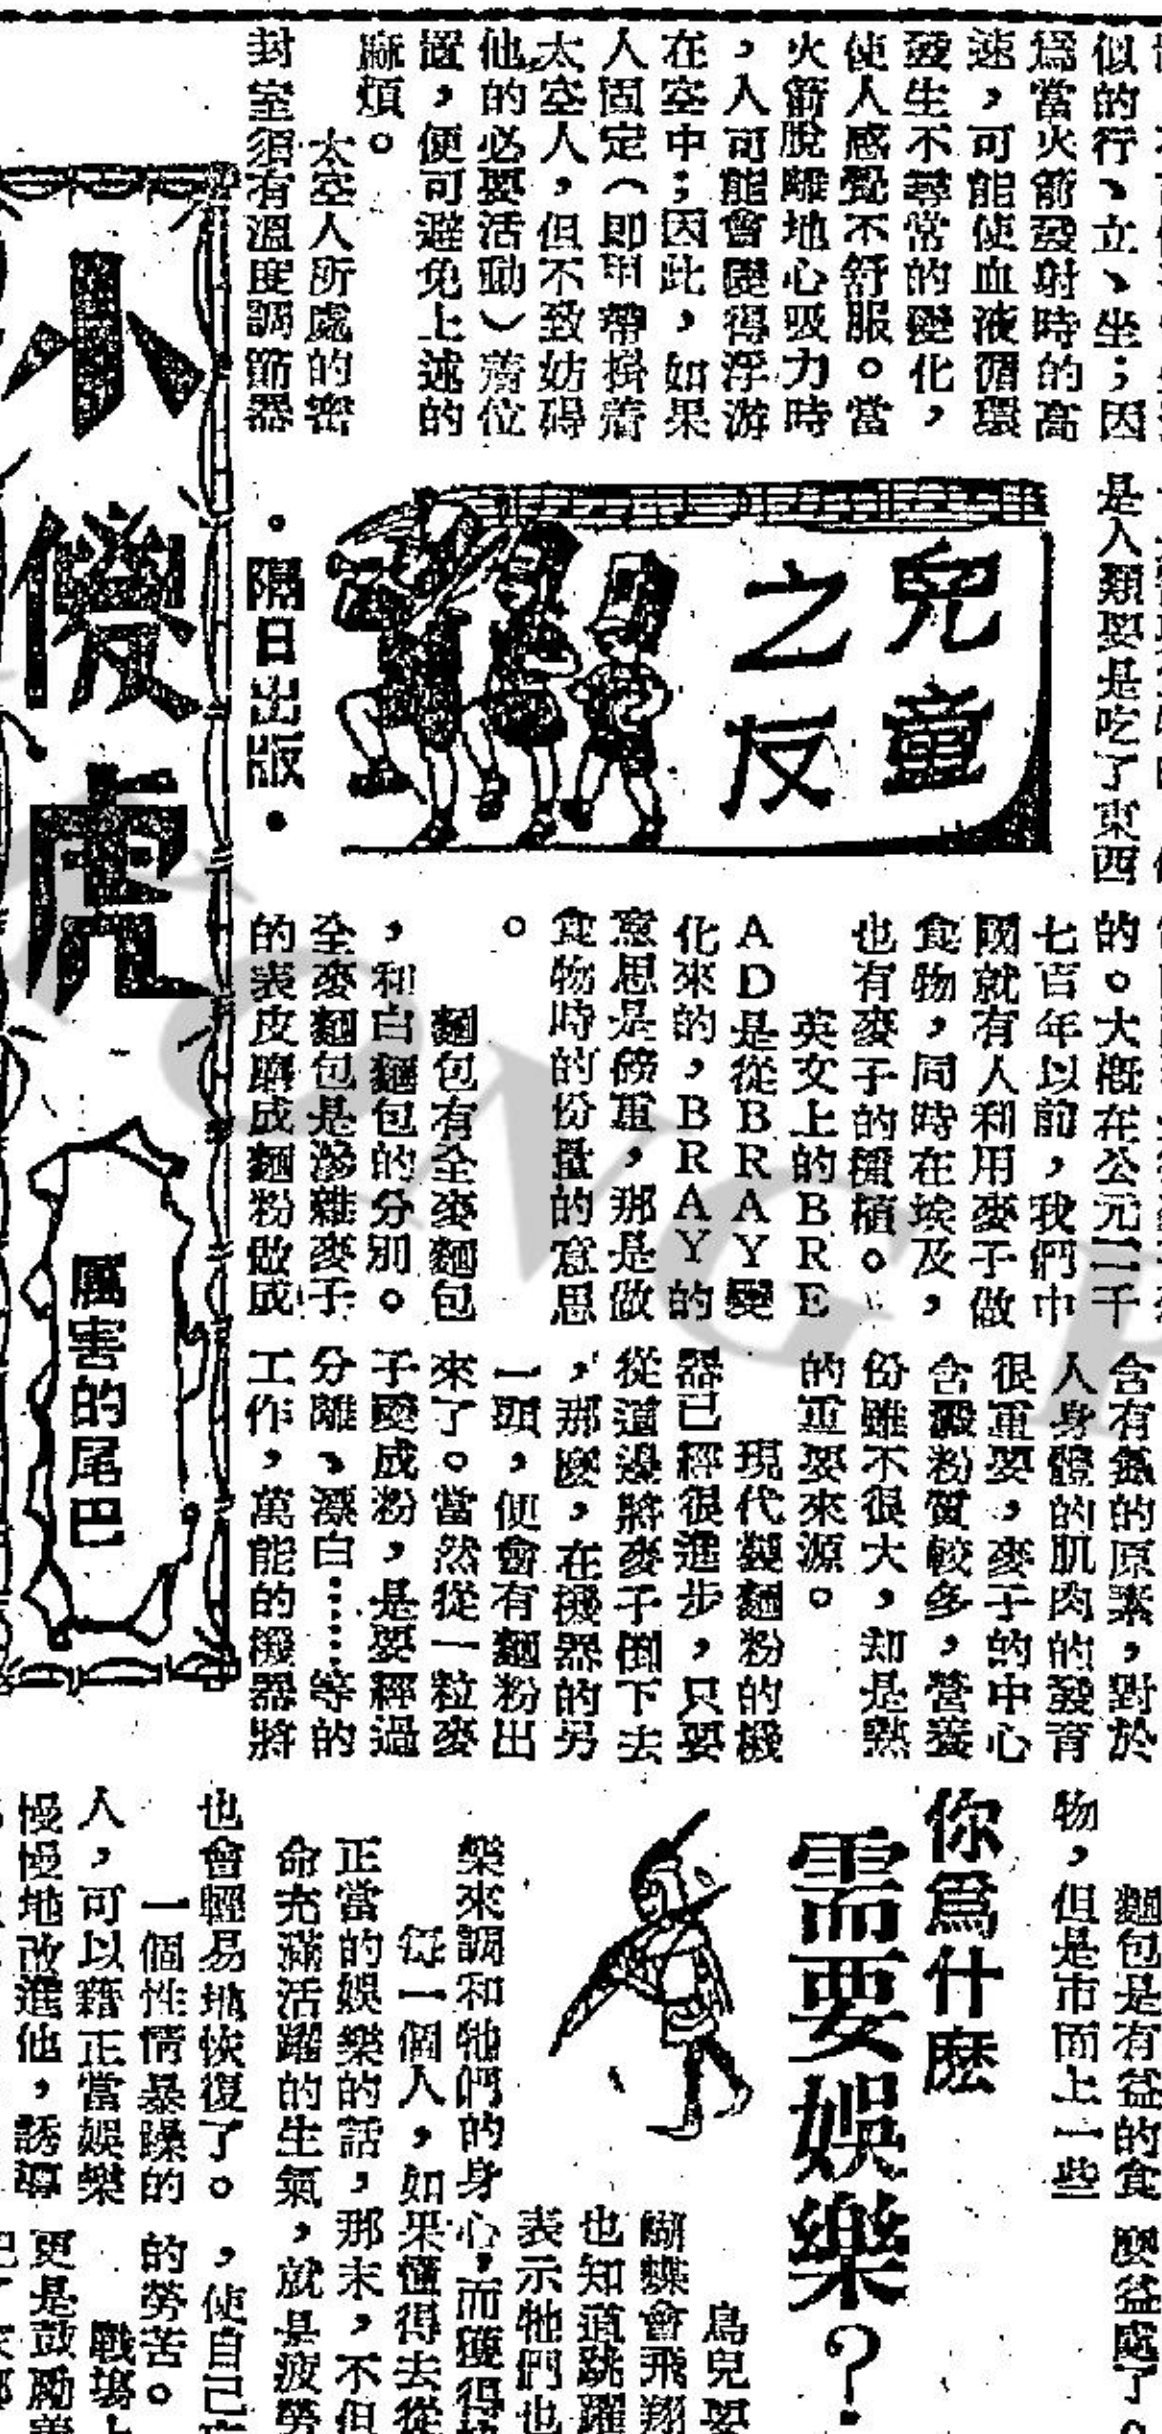 似的行、立、坐；因
爲當火箭發射時的高
速，可能使血液循環
發生不尋常的變化，
使人感覺不舒服。當
火箭脫離地心吸力時
，人可能會變得浮游
在空中；因此，如果
人固定（即用帶掛着
太空人，但不致妨碍
他的必要活動）着位
置，便可避免上述的
麻煩。
太空人所處的密
封室須有溫度調節器
是人類要是吃了東西
兒童
之友
•隔日出版•
的。大概在公元二千
七百年以前，我們中
國就有人利用麥子做
食物，同時在埃及，
也有麥子的種植。
英文上的BRE
AD是從BRAY變
化來的，BRAY的
意思是傍重，那是做
食物時的份量的意思
。
麵包有全麥麵包
，和白麵包的分別。
全麥麵包是滲雜麥子
的表皮磨成麵粉做成
含有氮的原素，對於
人身體的肌肉的發育
很重要，麥子的中心
含澱粉質較多，營養
份雖不很大，却是熱
的重要來源。
現代製麵粉的機
器已經很進步，只要
從這邊將麥子倒下去
，那麼，在機器的另
一頭，便會有麵粉出
來了。當然從一粒麥
子變成粉，是要經過
分離、漂白……等的
工作，萬能的機器將
小傻虎
厲害的尾巴
麵包是有益的食
物，但是市面上一些
麼益處了。
你爲什麽
需要娛樂？
鳥兒要
蝴蝶會飛翔
也知道跳躍
表示牠們也
樂來調和牠們的身心，而獲得
每一個人，如果懂得去從
正當的娛樂的話，那末，不但
命充滿活躍的生氣，就是疲勞
也會輕易地恢復了。
一個性情暴躁的
人，可以藉正當娛樂
慢慢地改進他，誘導
，使自己
的勞苦。
戰場上
更是鼓勵